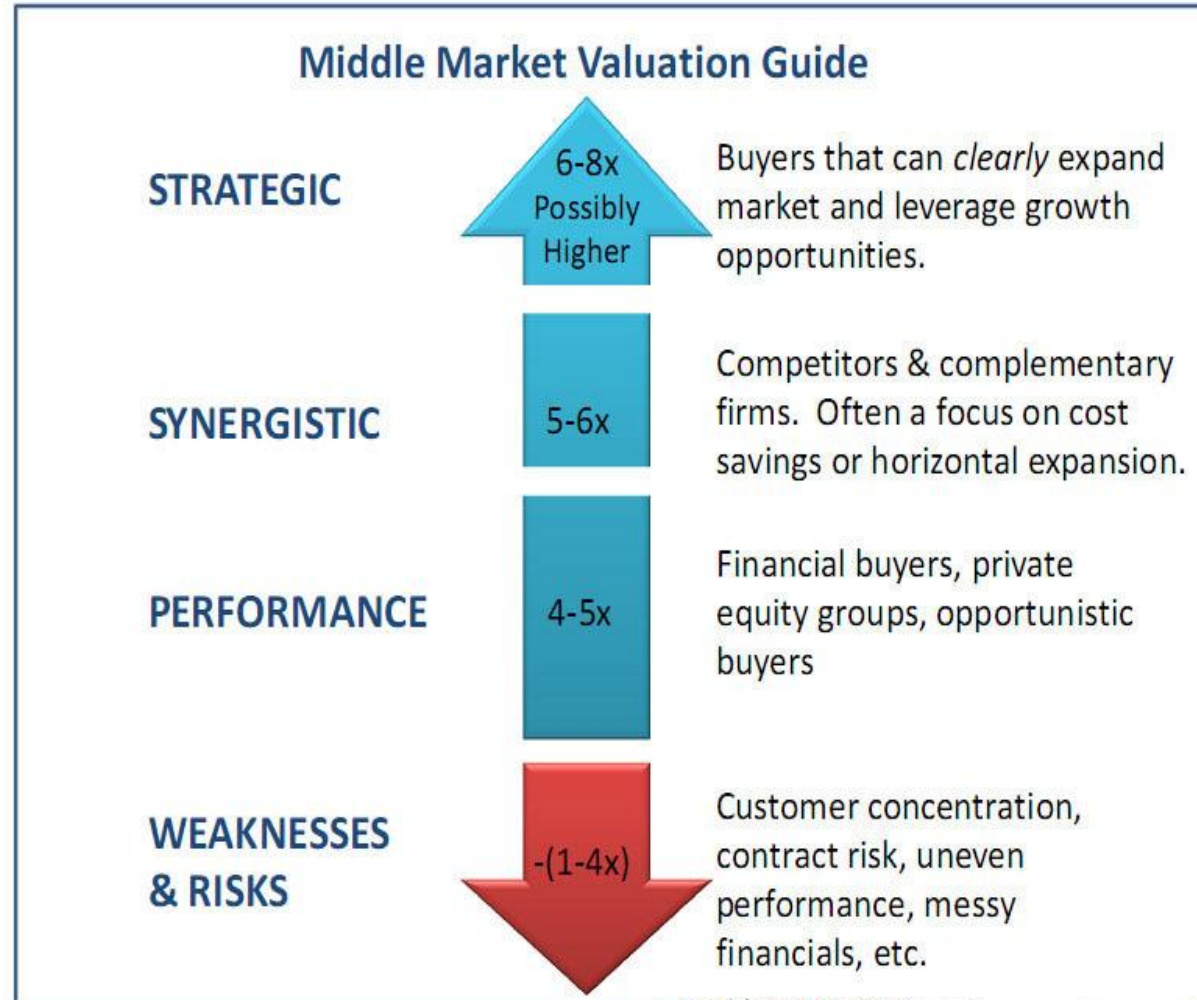 Middle Market Valuation Guide
STRATEGIC
6-8x
Possibly
Higher
Buyers that can clearly expand
market and leverage growth
opportunities.
SYNERGISTIC
5-6x
Competitors & complementary
firms.  Often a focus on cost
savings or horizontal expansion.
PERFORMANCE
4-5x
Financial buyers, private
equity groups, opportunistic
buyers
WEAKNESSES
& RISKS
-(1-4x)
Customer concentration,
contract risk, uneven
performance, messy
financials, etc.